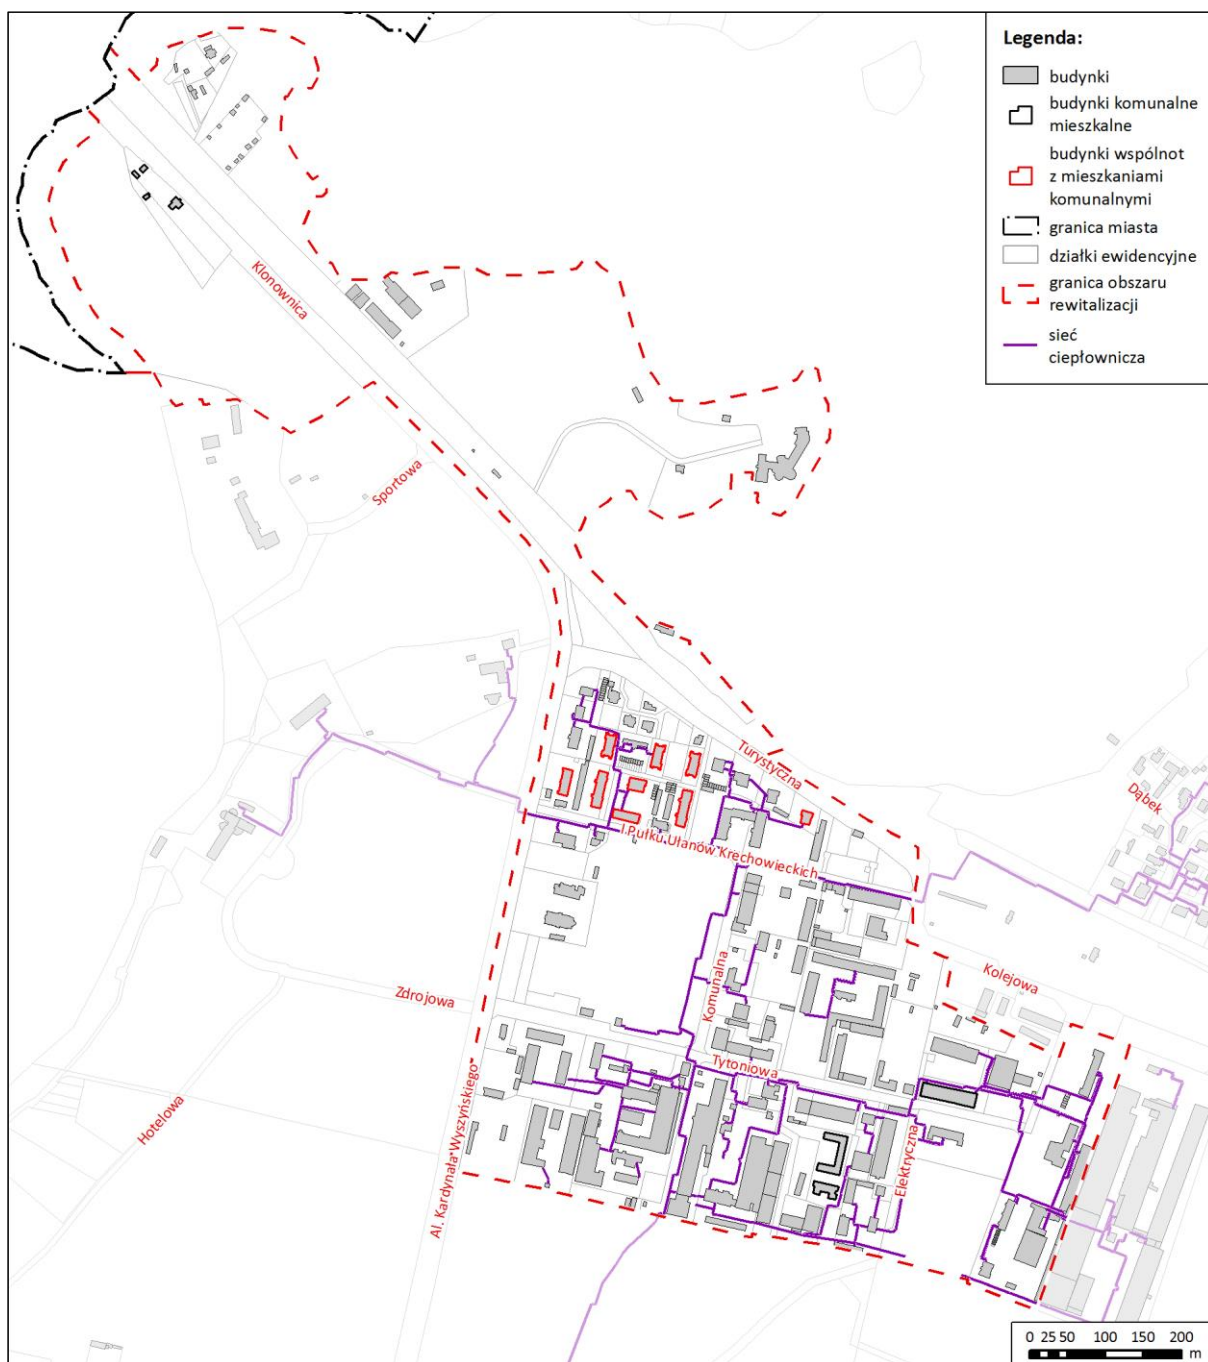 Legenda:
budynki
budynki komunalne
mieszkalne
budynki wspólnot
z mieszkaniami
komunalnymi
granica miasta
działki ewidencyjne
granica obszaru
rewitalizacji
sieć
ciepłownicza
Klonownica
Sportowa
Turystyczna
Dąbek
I Pułku Ułanów Krechowieckich
Kolejowa
Komunalna
Zdrojowa
Tytoniowa
Hotelowa
Al. Kardynała Wyszyńskiego
Elektryczna
0 25 50 100 150 200
m